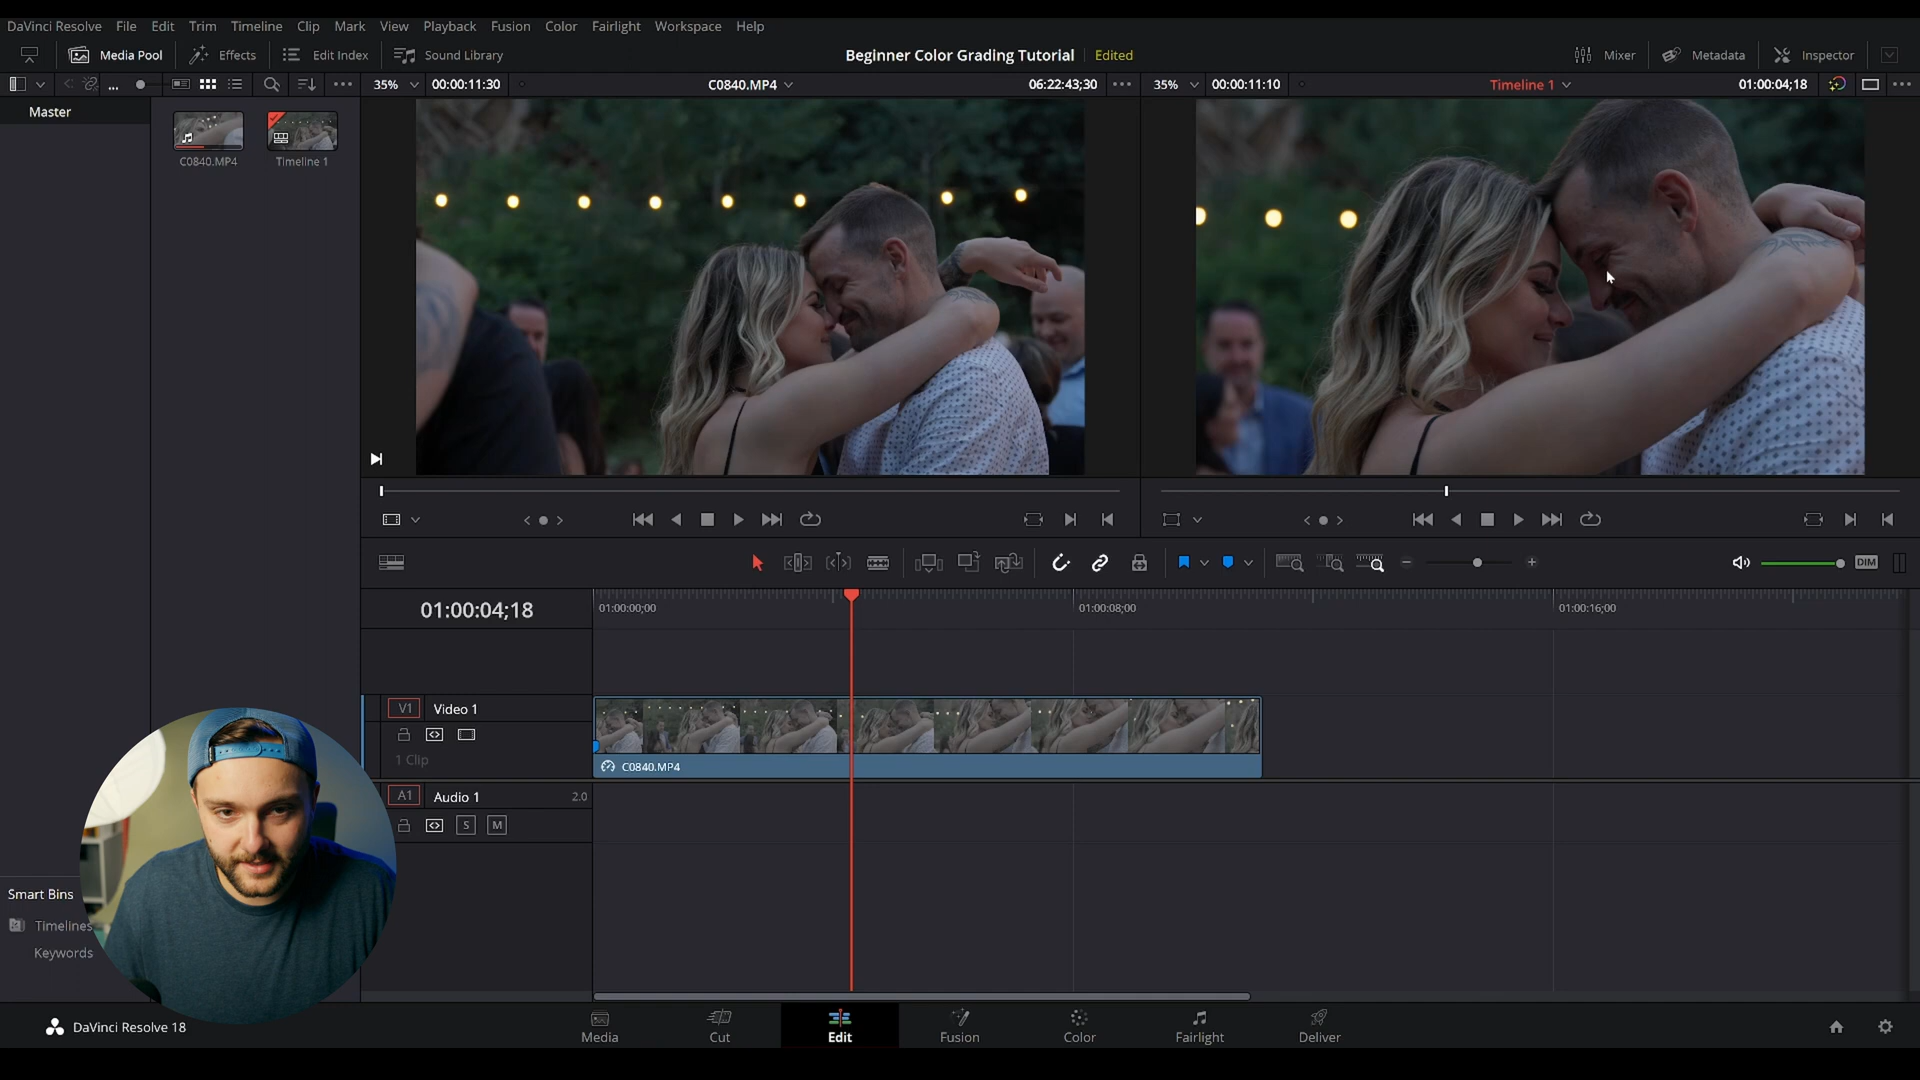 DaVinci Resolve File Edit Trim Timeline Clip Mark View Playback Fusion Color Fairlight Workspace Help
Media Pool Effects Edit Index Sound Library Beginner Color Grading Tutorial Edited Mixer Metadata Inspector
... 35% 00:00:11:30 C0840.MP4 06:22:43;30 35% 00:00:11:10 Timeline 1 01:00:04;18
Master
C0840.MP4 Timeline 1
DIM
01:00:04;18 01:00:00;00 01:00:08;00 01:00:16;00
V1 Video 1
1 Clip
C0840.MP4
A1 Audio 1 2.0
S M
Smart Bins
Timelines
Keywords
DaVinci Resolve 18
Media Cut Edit Fusion Color Fairlight Deliver